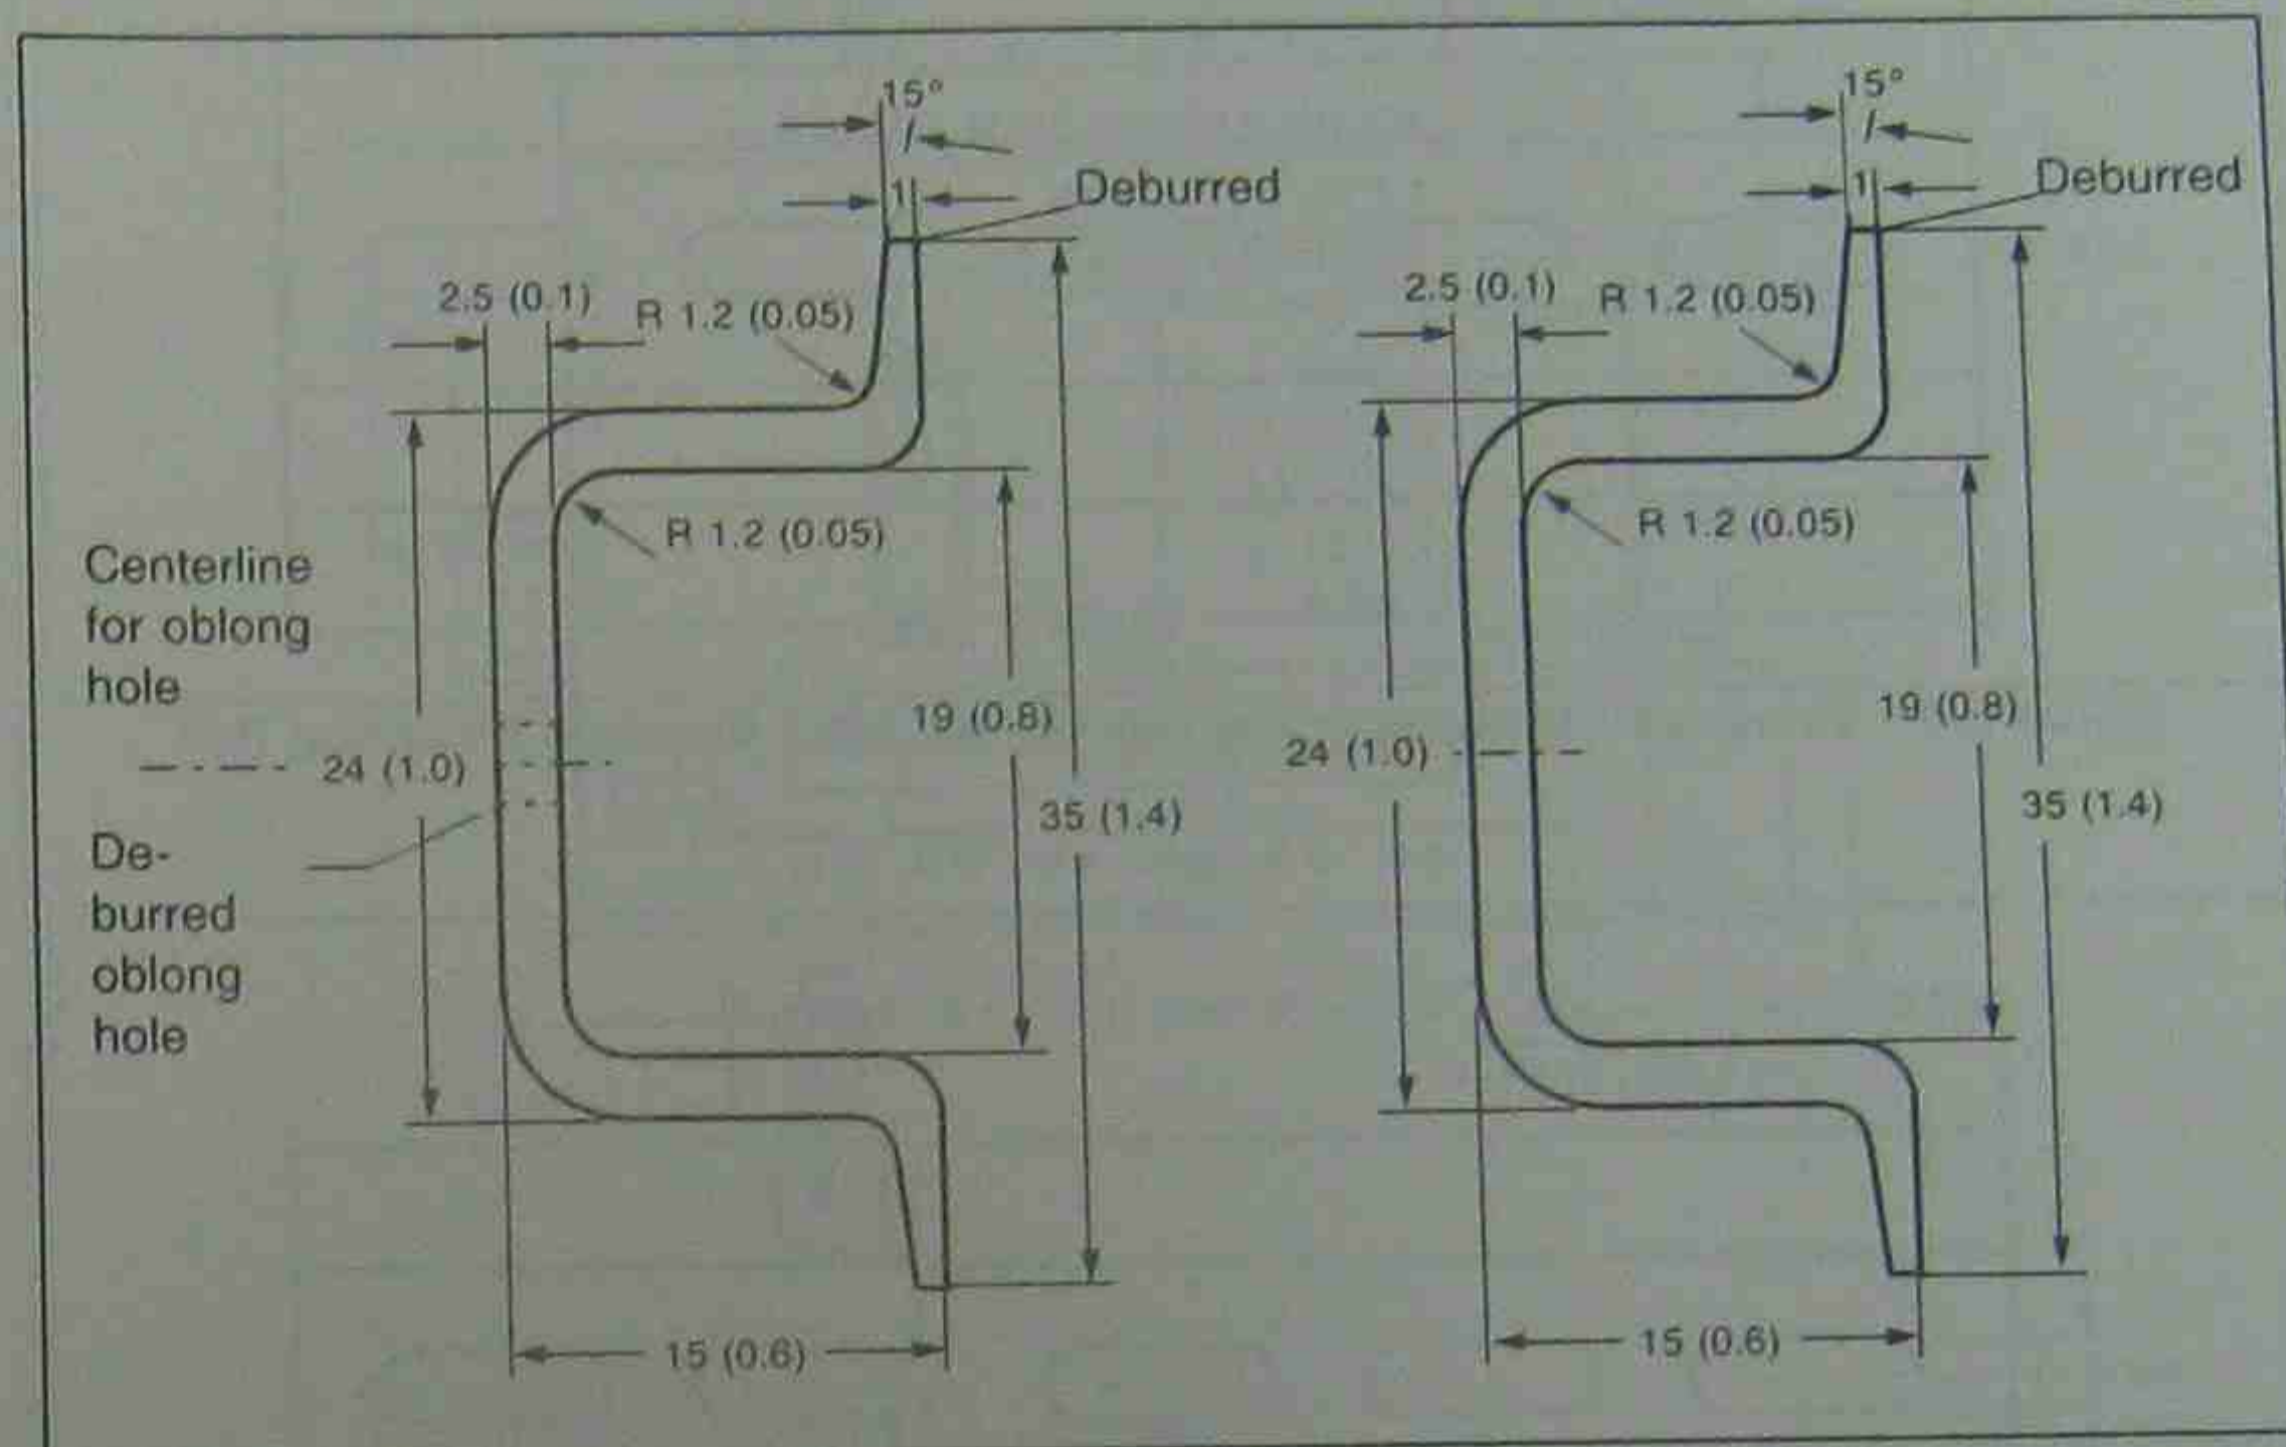 15°
1
Deburred
2.5 (0.1)
R 1.2 (0.05)
R 1.2 (0.05)
Centerline
for oblong
hole
19 (0.8)
24 (1.0)
35 (1.4)
De-
burred
oblong
hole
15 (0.6)
15°
1
Deburred
2.5 (0.1)
R 1.2 (0.05)
R 1.2 (0.05)
19 (0.8)
24 (1.0)
35 (1.4)
15 (0.6)